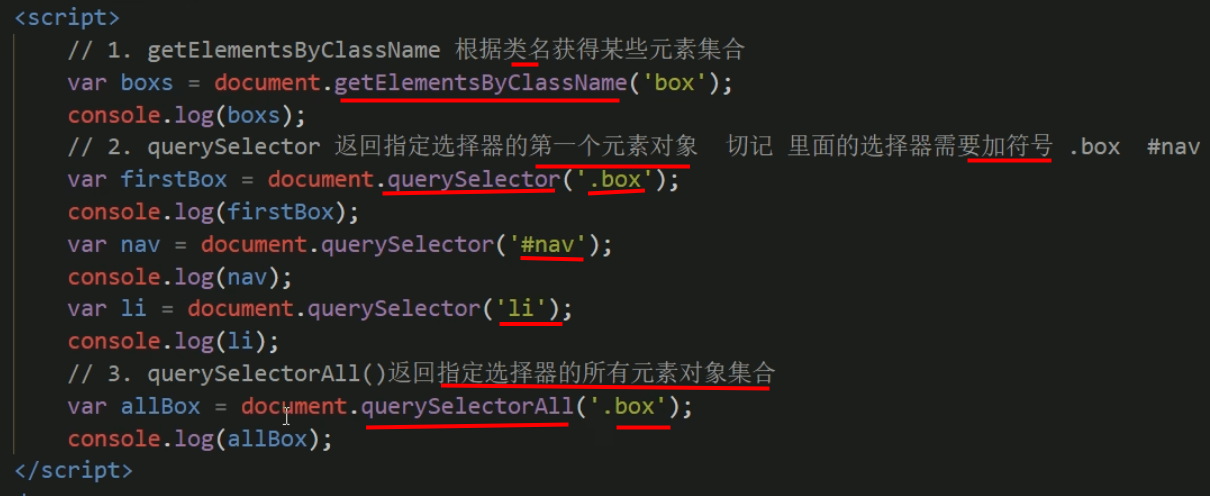 <script>
// 1. getElementsByClassName 根据类名获得某些元素集合
var boxs = document.getElementsByClassName('box');
console.log(boxs);
// 2. querySelector 返回指定选择器的第一个元素对象  切记 里面的选择器需要加符号 .box  #nav
var firstBox = document.querySelector('.box');
console.log(firstBox);
var nav = document.querySelector('#nav');
console.log(nav);
var li = document.querySelector('li');
console.log(li);
// 3. querySelectorAll()返回指定选择器的所有元素对象集合
var allBox = document.querySelectorAll('.box');
console.log(allBox);
</script>